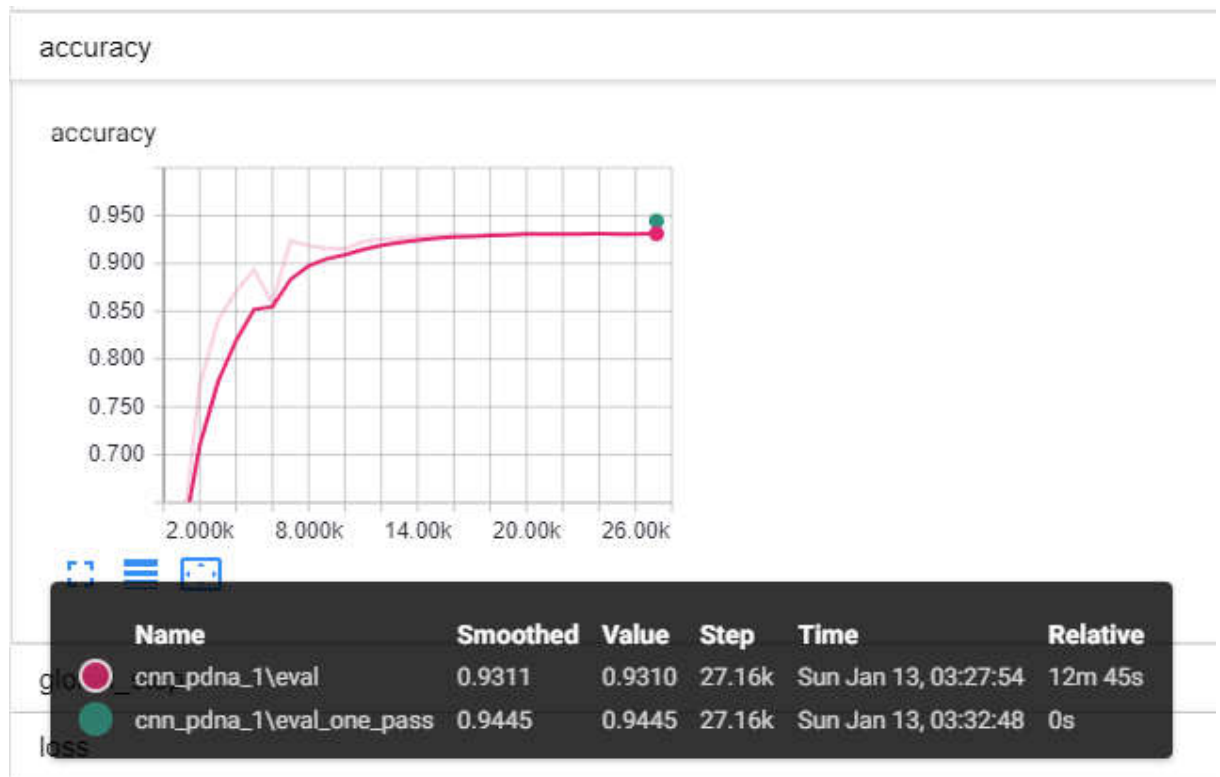 accuracy
accuracy
0.950
0.900
0.850
0.800
0.750
0.700
2.000k 8.000k 14.00k 20.00k 26.00k
Name Smoothed Value Step Time Relative
cnn_pdna_1\eval 0.9311 0.9310 27.16k Sun Jan 13, 03:27:54 12m 45s
cnn_pdna_1\eval_one_pass 0.9445 0.9445 27.16k Sun Jan 13, 03:32:48 0s
loss